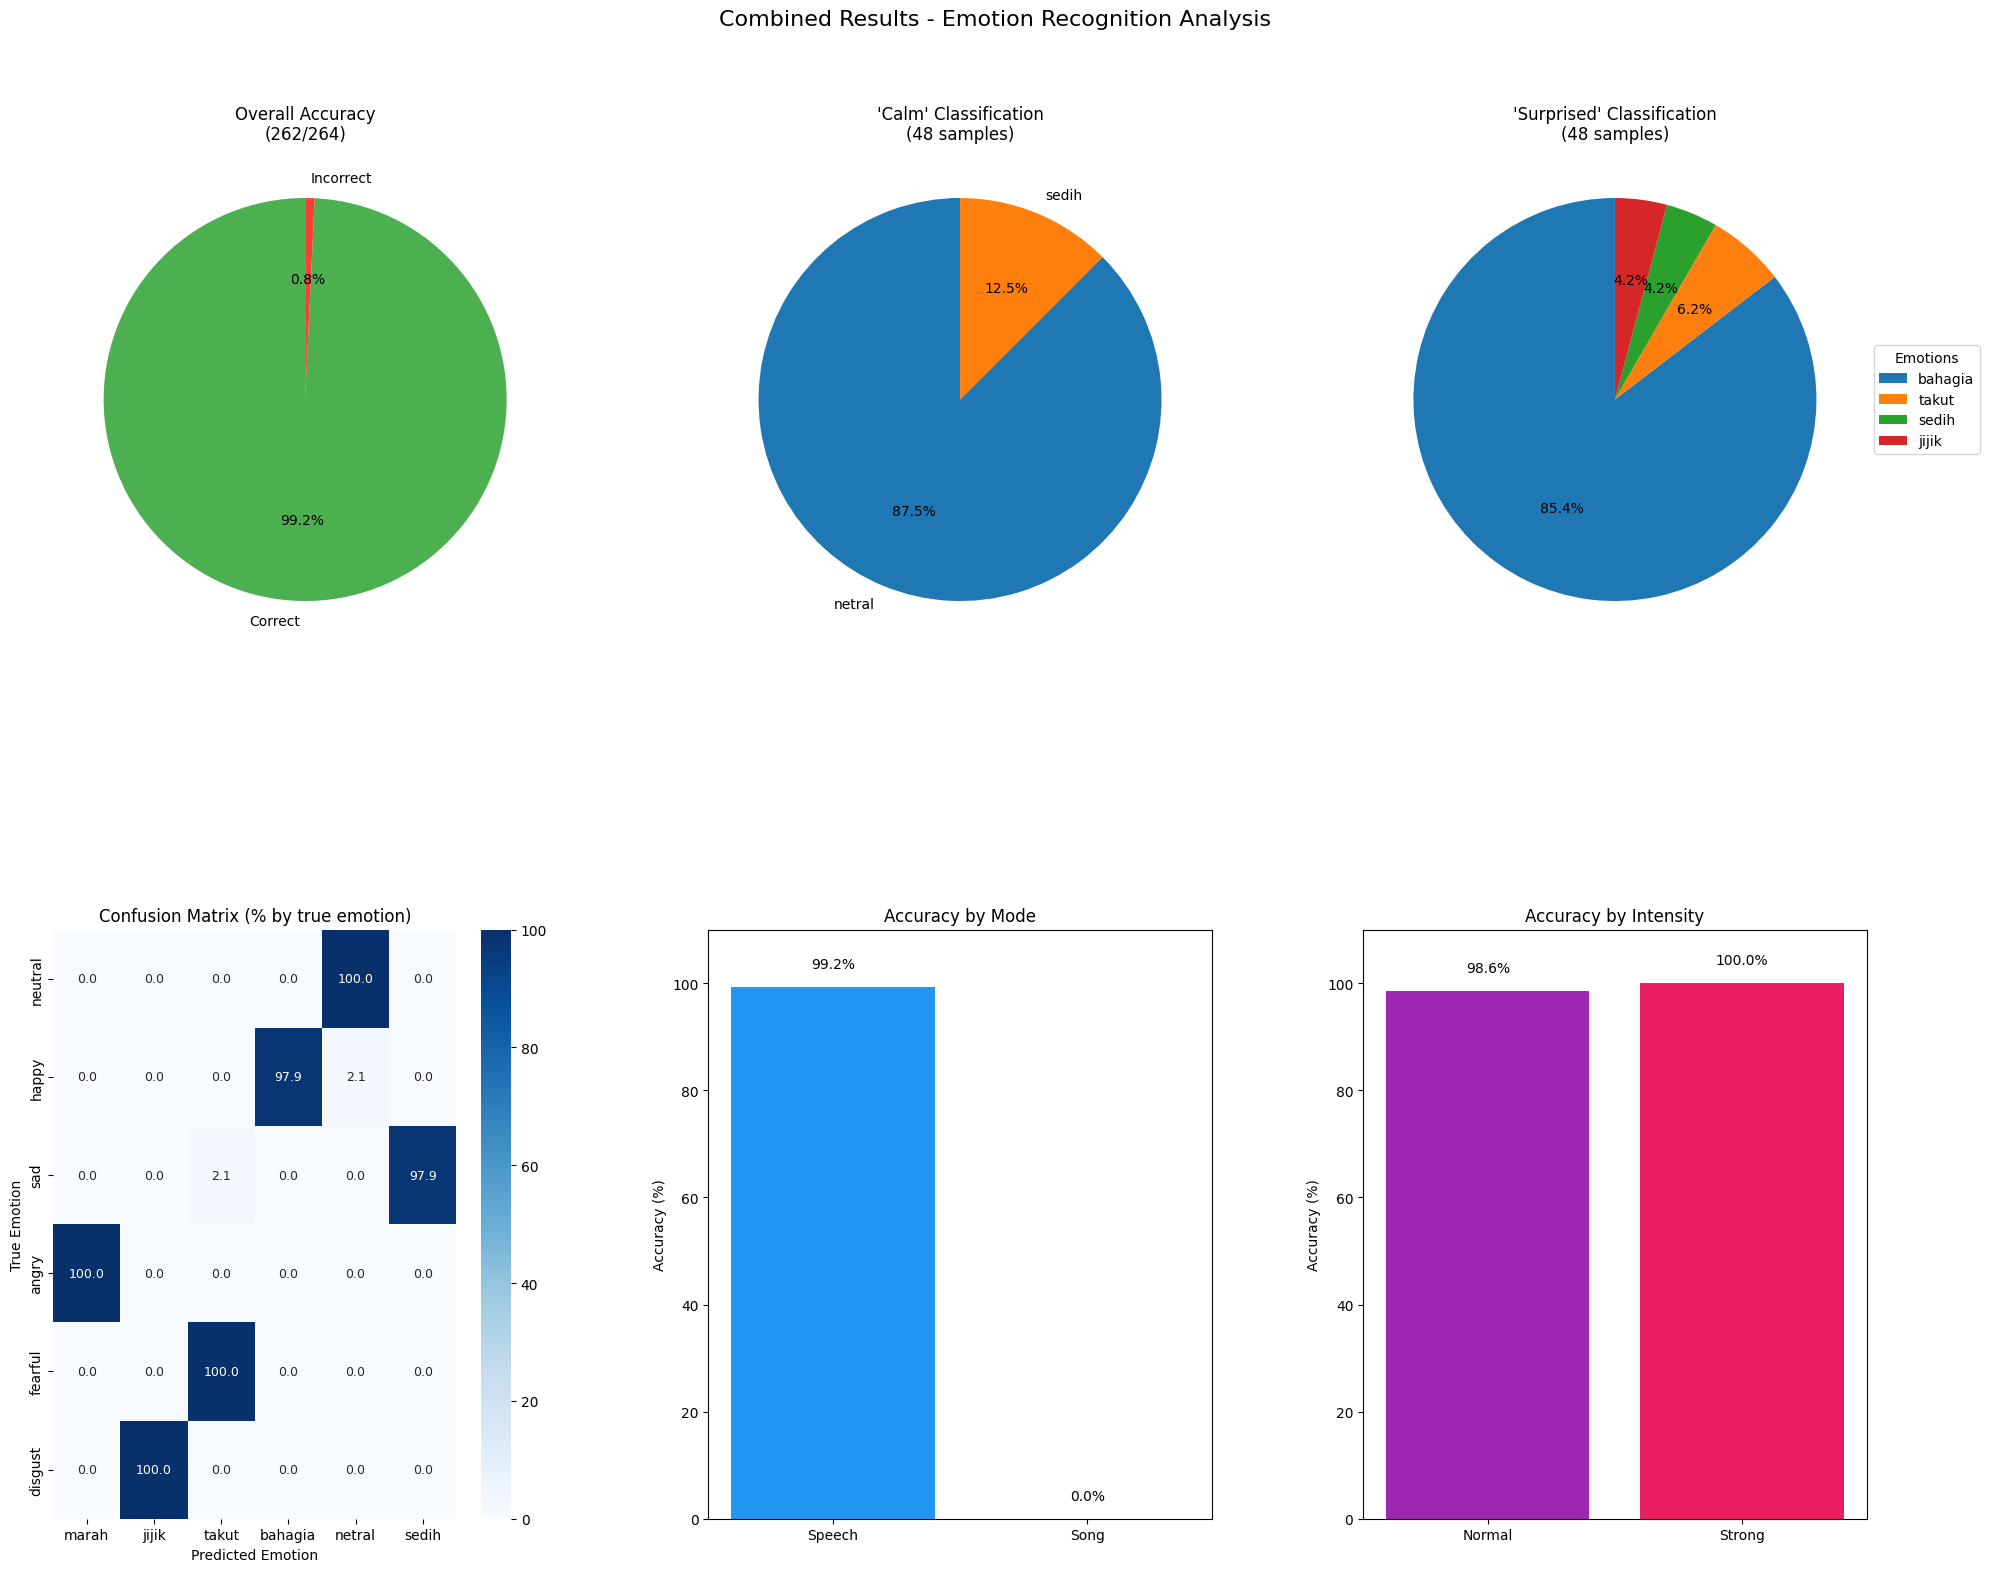 Combined Results - Emotion Recognition Analysis
Overall Accuracy
(262/264)
Incorrect
0.8%
99.2%
Correct
'Calm' Classification
(48 samples)
sedih
12.5%
87.5%
netral
'Surprised' Classification
(48 samples)
4.2%
4.2%
6.2%
85.4%
Emotions
bahagia
takut
sedih
jijik
Confusion Matrix (% by true emotion)
True Emotion
neutral 0.0 0.0 0.0 0.0 100.0 0.0
happy 0.0 0.0 0.0 97.9 2.1 0.0
sad 0.0 0.0 2.1 0.0 0.0 97.9
angry 100.0 0.0 0.0 0.0 0.0 0.0
fearful 0.0 0.0 100.0 0.0 0.0 0.0
disgust 0.0 100.0 0.0 0.0 0.0 0.0
marah jijik takut bahagia netral sedih
Predicted Emotion
100
80
60
40
20
0
Accuracy by Mode
Accuracy (%)
100
80
60
40
20
0
99.2%
0.0%
Speech Song
Accuracy by Intensity
Accuracy (%)
100
80
60
40
20
0
98.6%
100.0%
Normal Strong